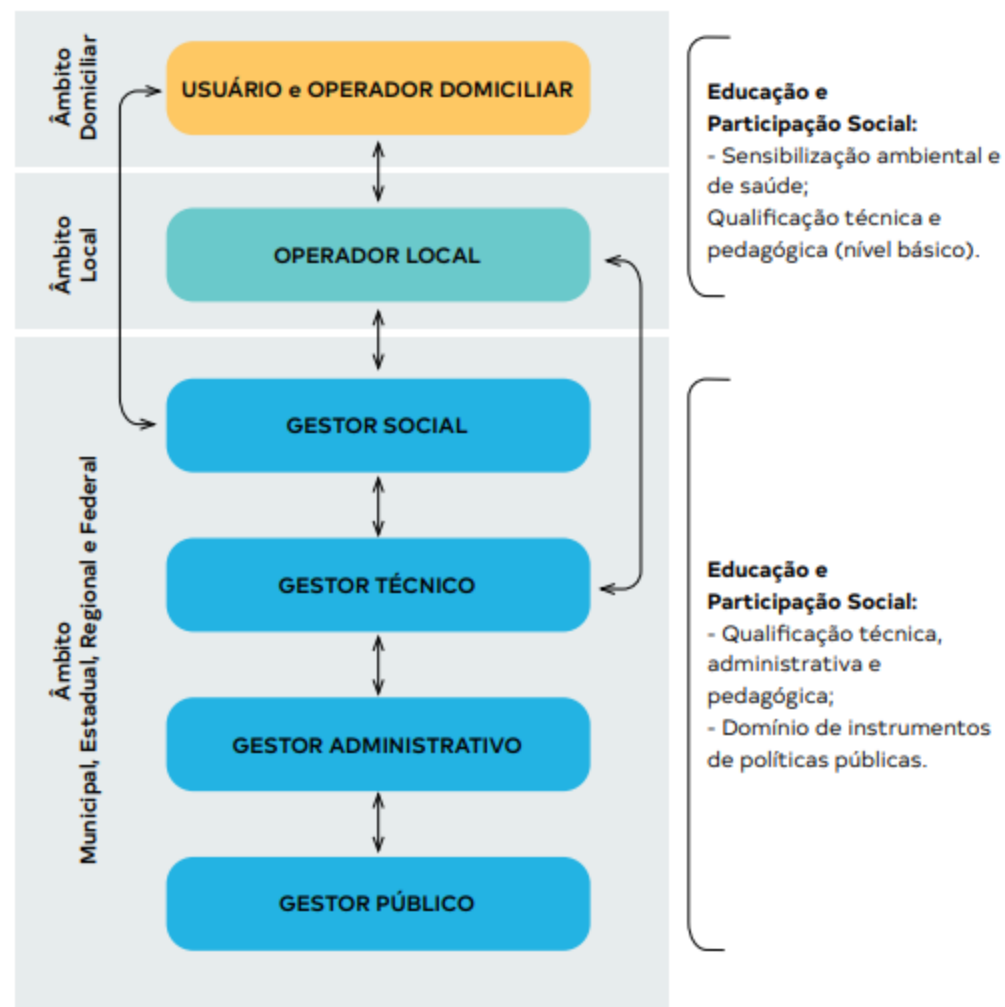 Âmbito
Domiciliar
USUÁRIO e OPERADOR DOMICILIAR
Âmbito
Local
OPERADOR LOCAL
Educação e
Participação Social:
- Sensibilização ambiental e
de saúde;
Qualificação técnica e
pedagógica (nível básico).
Âmbito
Municipal, Estadual, Regional e Federal
GESTOR SOCIAL
GESTOR TÉCNICO
GESTOR ADMINISTRATIVO
GESTOR PÚBLICO
Educação e
Participação Social:
- Qualificação técnica,
administrativa e
pedagógica;
- Domínio de instrumentos
de políticas públicas.